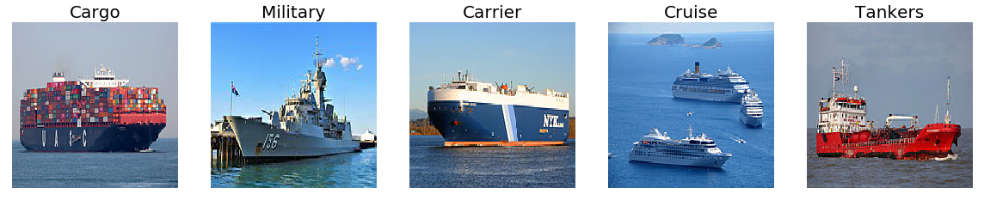 Cargo
Military
Carrier
Cruise
Tankers
U A S C
156
NYK